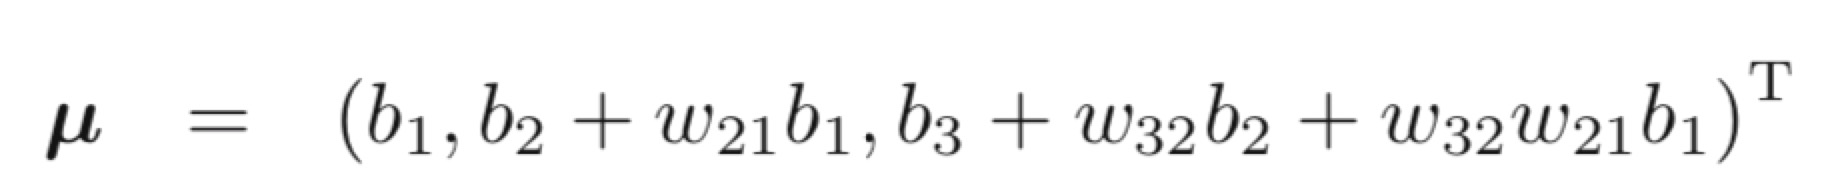 μ = (b₁, b₂ + w₂₁b₁, b₃ + w₃₂b₂ + w₃₂w₂₁b₁)ᵀ